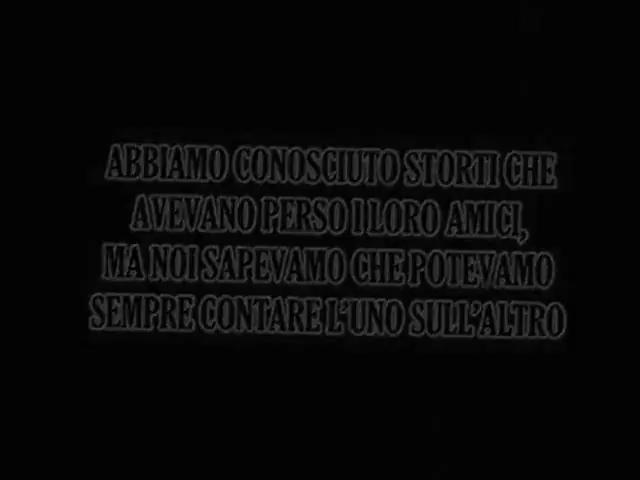 ABBIAMO CONOSCIUTO STORTI CHE
AVEVANO PERSO I LORO AMICI,
MA NOI SAPEVAMO CHE POTEVAMO
SEMPRE CONTARE L'UNO SULL'ALTRO